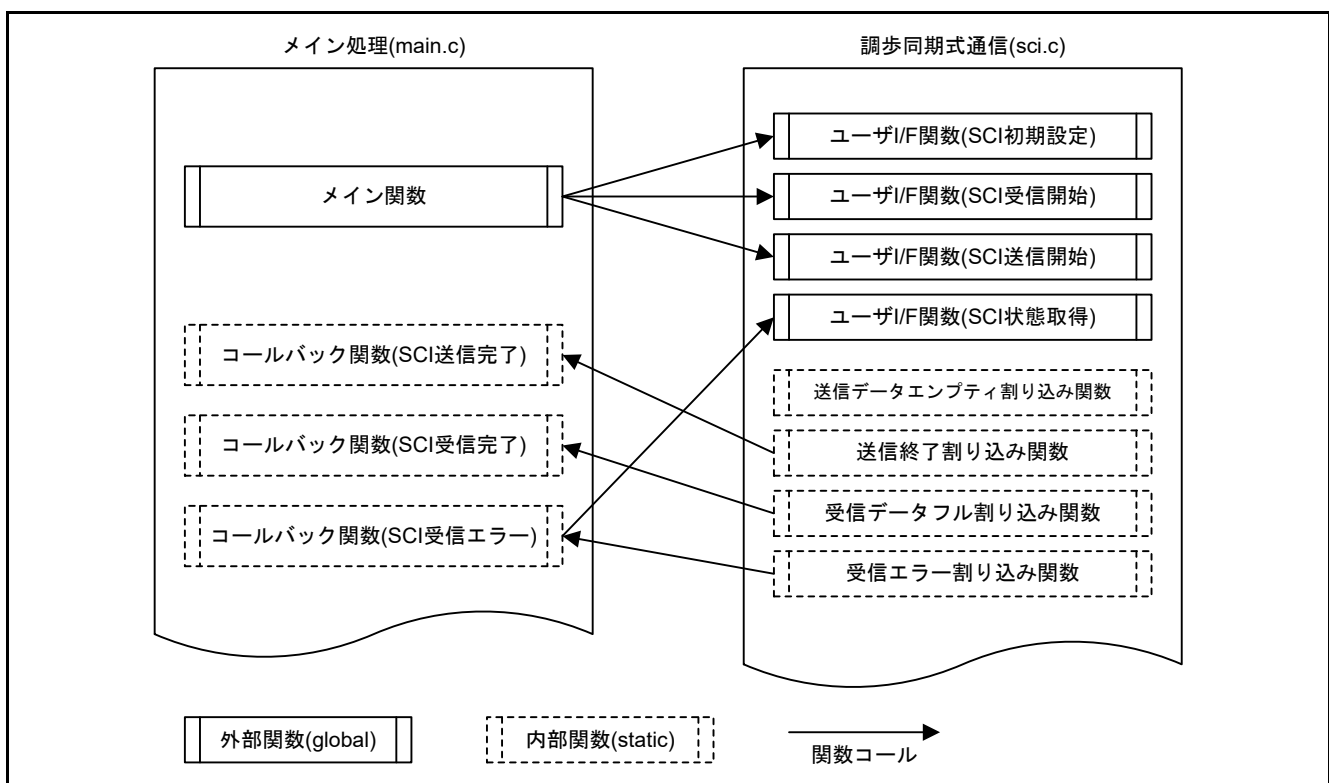 メイン処理(main.c)
調歩同期式通信(sci.c)
ユーザI/F関数(SCI初期設定)
メイン関数
ユーザI/F関数(SCI受信開始)
ユーザI/F関数(SCI送信開始)
ユーザI/F関数(SCI状態取得)
コールバック関数(SCI送信完了)
送信データエンプティ割り込み関数
コールバック関数(SCI受信完了)
送信終了割り込み関数
受信データフル割り込み関数
コールバック関数(SCI受信エラー)
受信エラー割り込み関数
外部関数(global)
内部関数(static)
関数コール